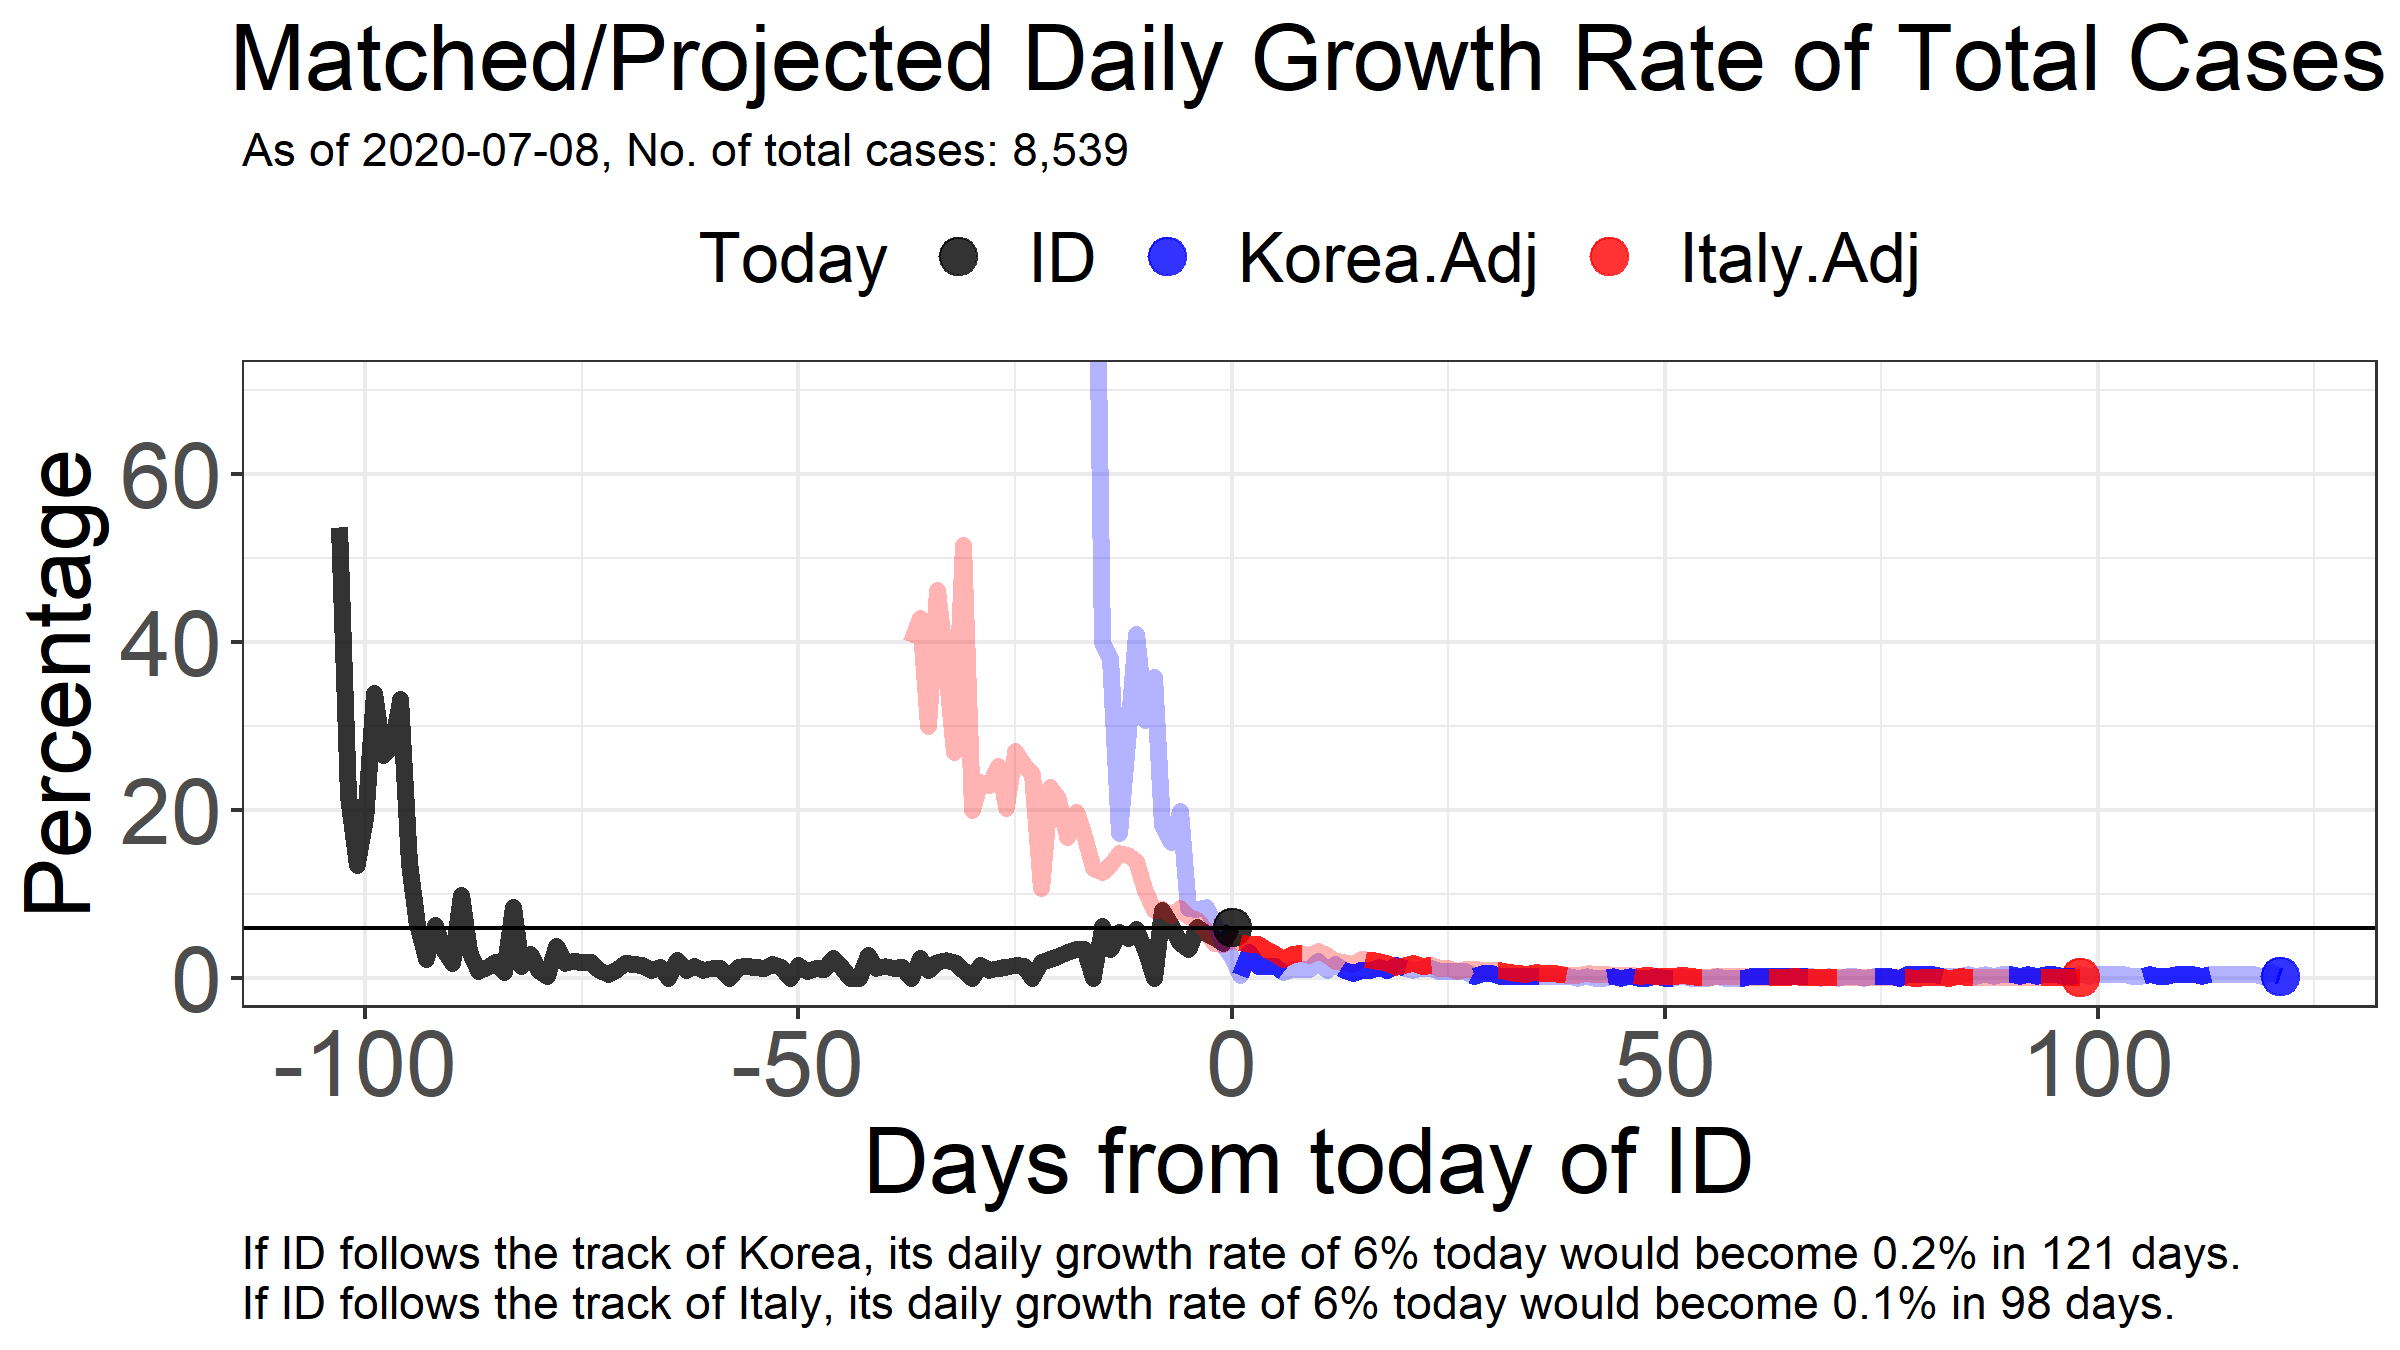 Matched/Projected Daily Growth Rate of Total Cases
As of 2020-07-08, No. of total cases: 8,539
Today ID Korea.Adj Italy.Adj
Percentage
60
40
20
0
-100 -50 0 50 100
Days from today of ID
If ID follows the track of Korea, its daily growth rate of 6% today would become 0.2% in 121 days.
If ID follows the track of Italy, its daily growth rate of 6% today would become 0.1% in 98 days.